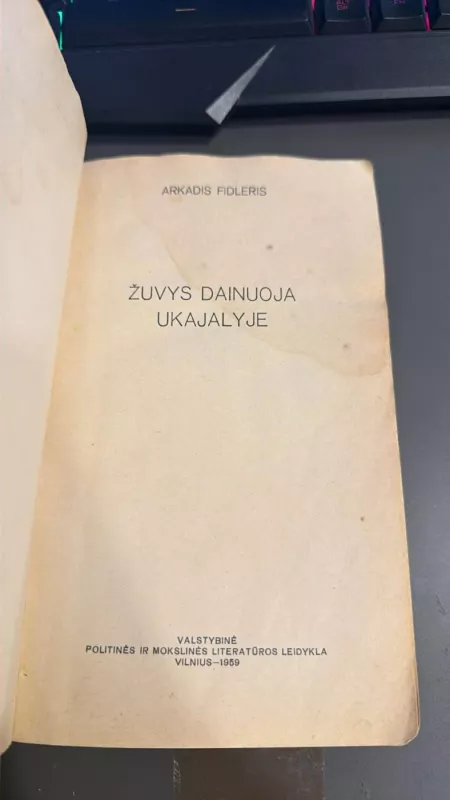 ARKADIS FIDLERIS
ŽUVYS DAINUOJA
UKAJALYJE
VALSTYBINĖ
POLITINĖS IR MOKSLINĖS LITERATŪROS LEIDYKLA
VILNIUS—1959